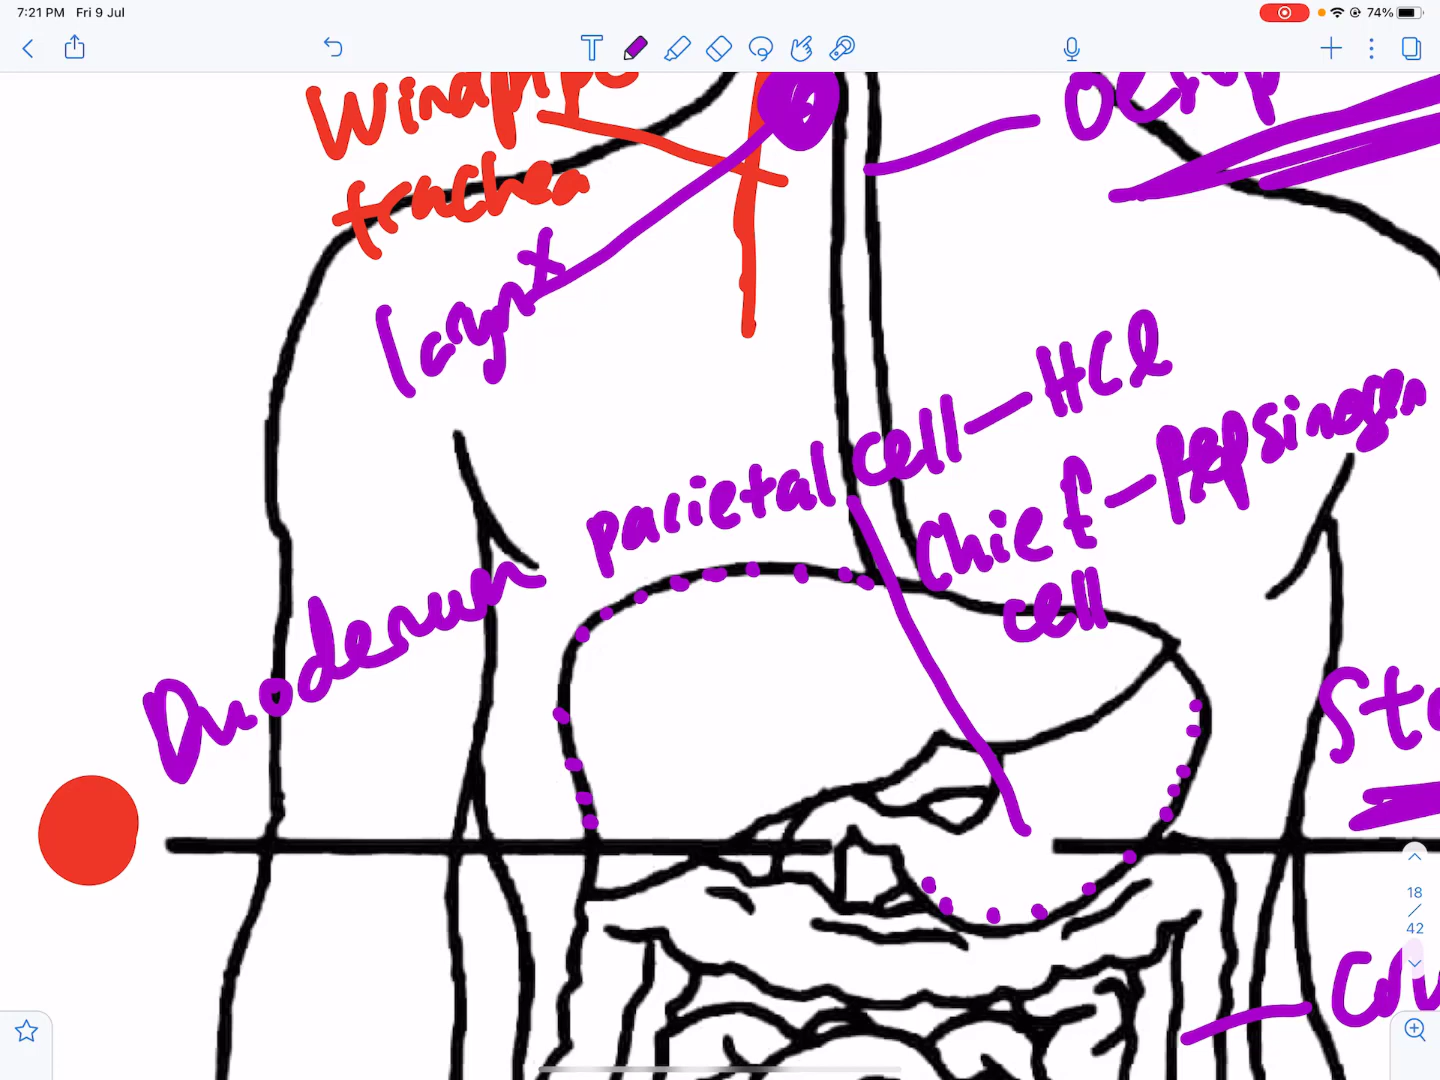 7:21 PM Fri 9 Jul
74%
T
Windpipe
trachea
larynx
parietal cell - HCl
Chief - Pepsinogen
cell
Duodenum
18
/
42